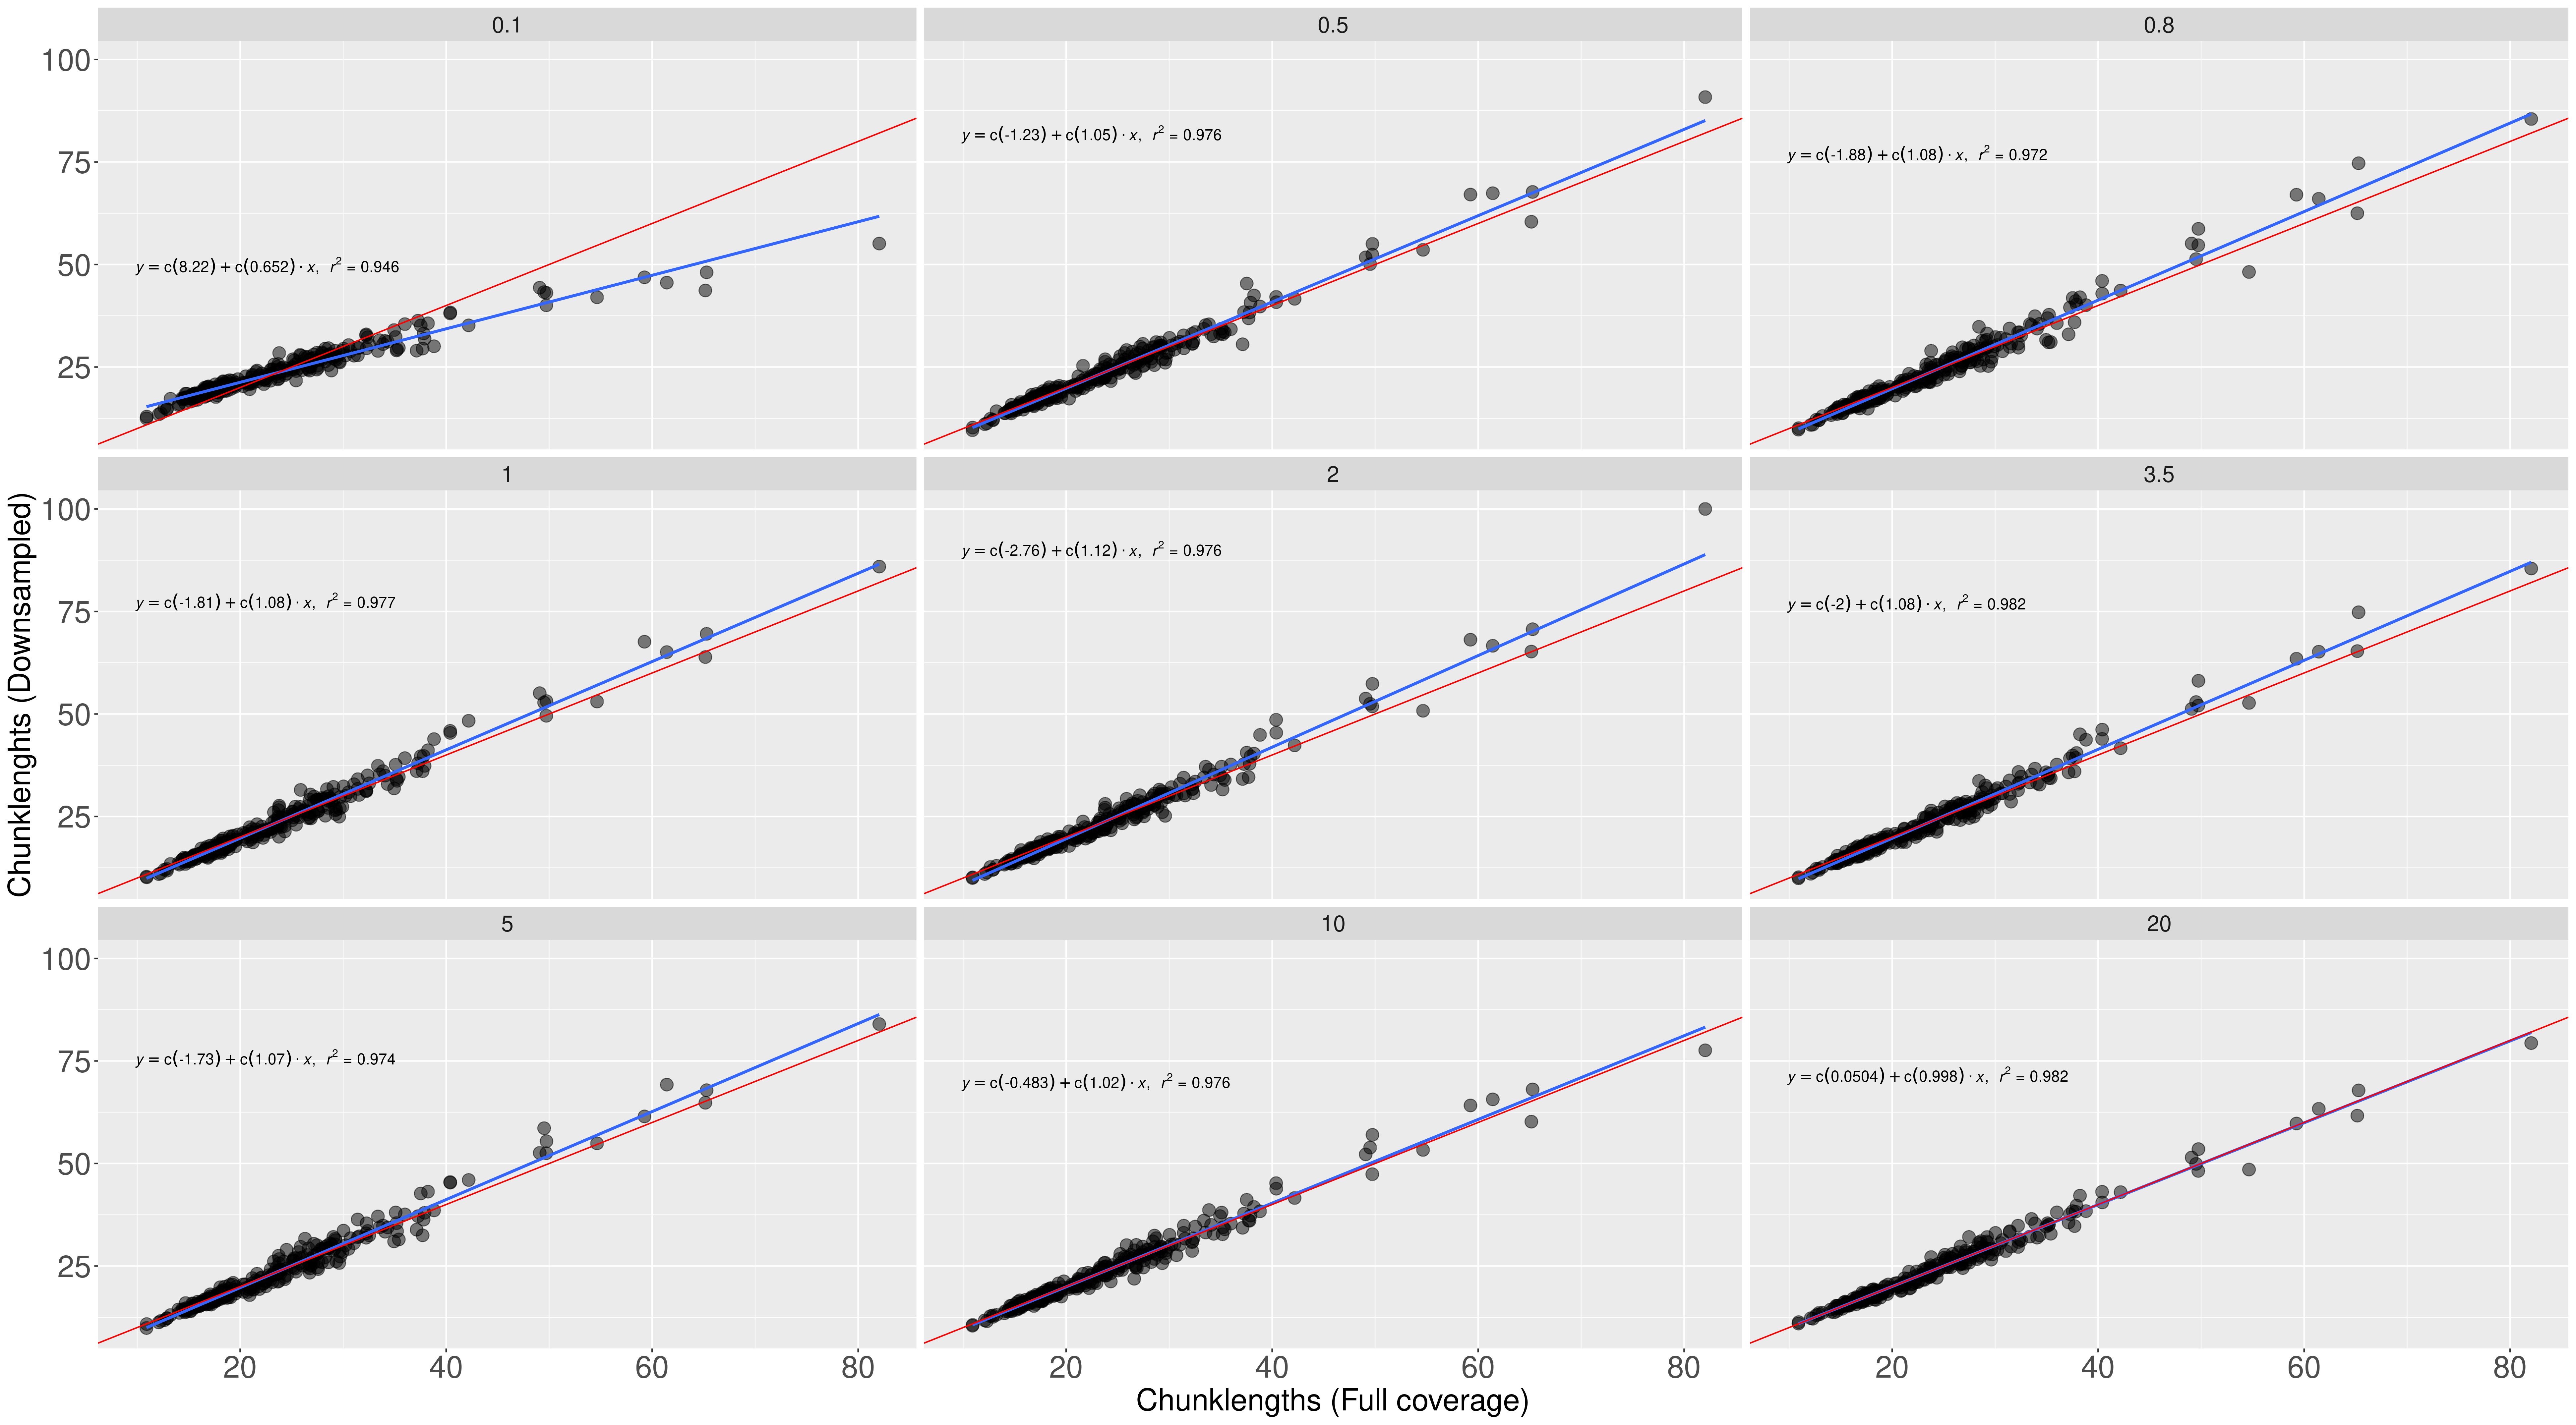 0.1
0.5
0.8
100
75
50
25
y = c(8.22) + c(0.652) · x, r² = 0.946
y = c(-1.23) + c(1.05) · x, r² = 0.976
y = c(-1.88) + c(1.08) · x, r² = 0.972
1
2
3.5
100
75
50
25
y = c(-1.81) + c(1.08) · x, r² = 0.977
y = c(-2.76) + c(1.12) · x, r² = 0.976
y = c(-2) + c(1.08) · x, r² = 0.982
Chunklenghts (Downsampled)
5
10
20
100
75
50
25
y = c(-1.73) + c(1.07) · x, r² = 0.974
y = c(-0.483) + c(1.02) · x, r² = 0.976
y = c(0.0504) + c(0.998) · x, r² = 0.982
20 40 60 80
20 40 60 80
20 40 60 80
Chunklengths (Full coverage)